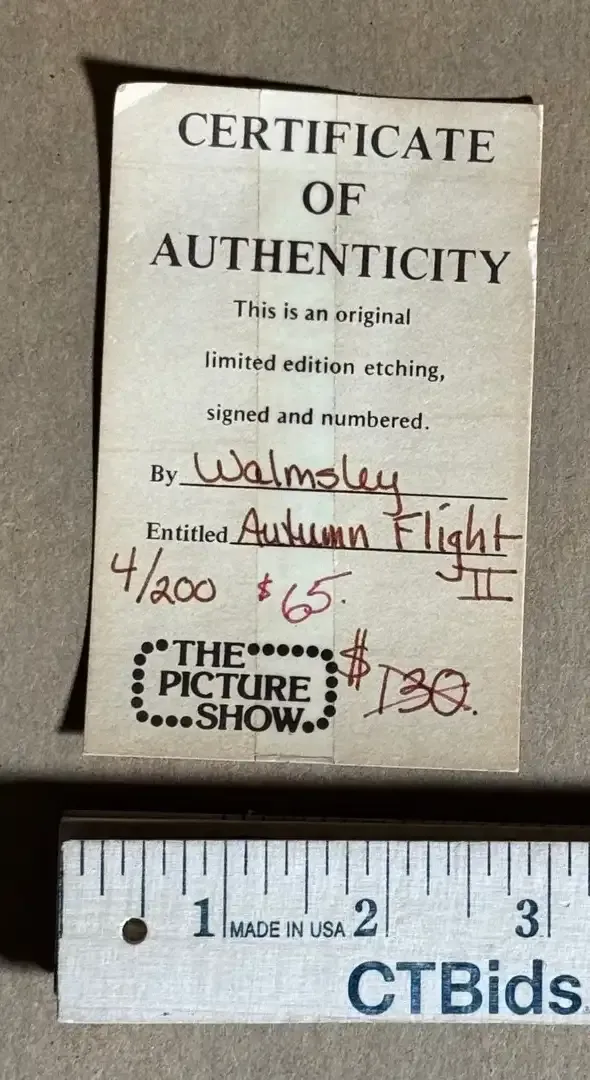 CERTIFICATE
OF
AUTHENTICITY
This is an original
limited edition etching,
signed and numbered.
By Walmsley
Entitled Autumn Flight
II
4/200 $65.
THE
PICTURE
SHOW
$130.
1 MADE IN USA 2 3
CTBids